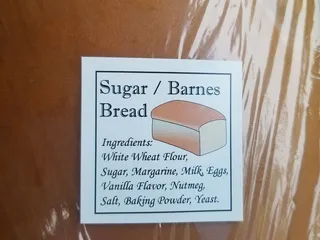 Sugar / Barnes
Bread
Ingredients:
White Wheat Flour,
Sugar, Margarine, Milk, Eggs,
Vanilla Flavor, Nutmeg,
Salt, Baking Powder, Yeast.